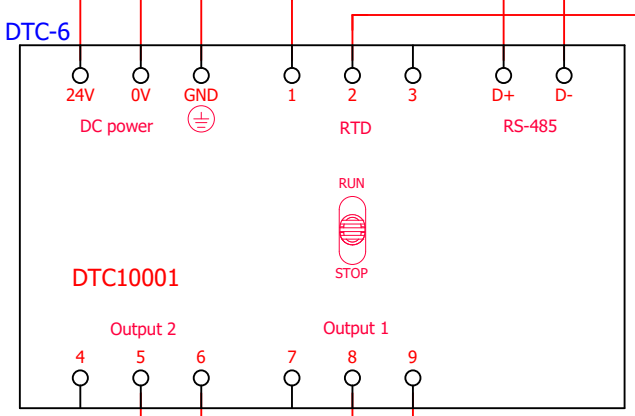 DTC-6
24V 0V GND 1 2 3 D+ D-
DC power RTD RS-485
RUN
STOP
DTC10001
Output 2 Output 1
4 5 6 7 8 9